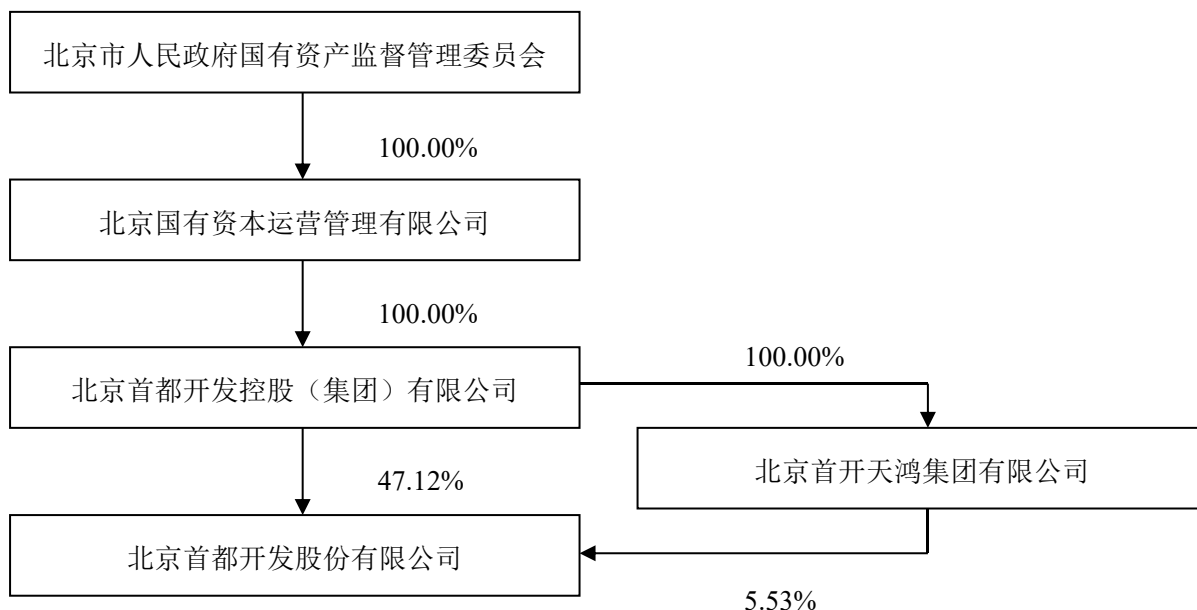 北京市人民政府国有资产监督管理委员会
100.00%
北京国有资本运营管理有限公司
100.00%
北京首都开发控股（集团）有限公司
100.00%
北京首开天鸿集团有限公司
47.12%
北京首都开发股份有限公司
5.53%